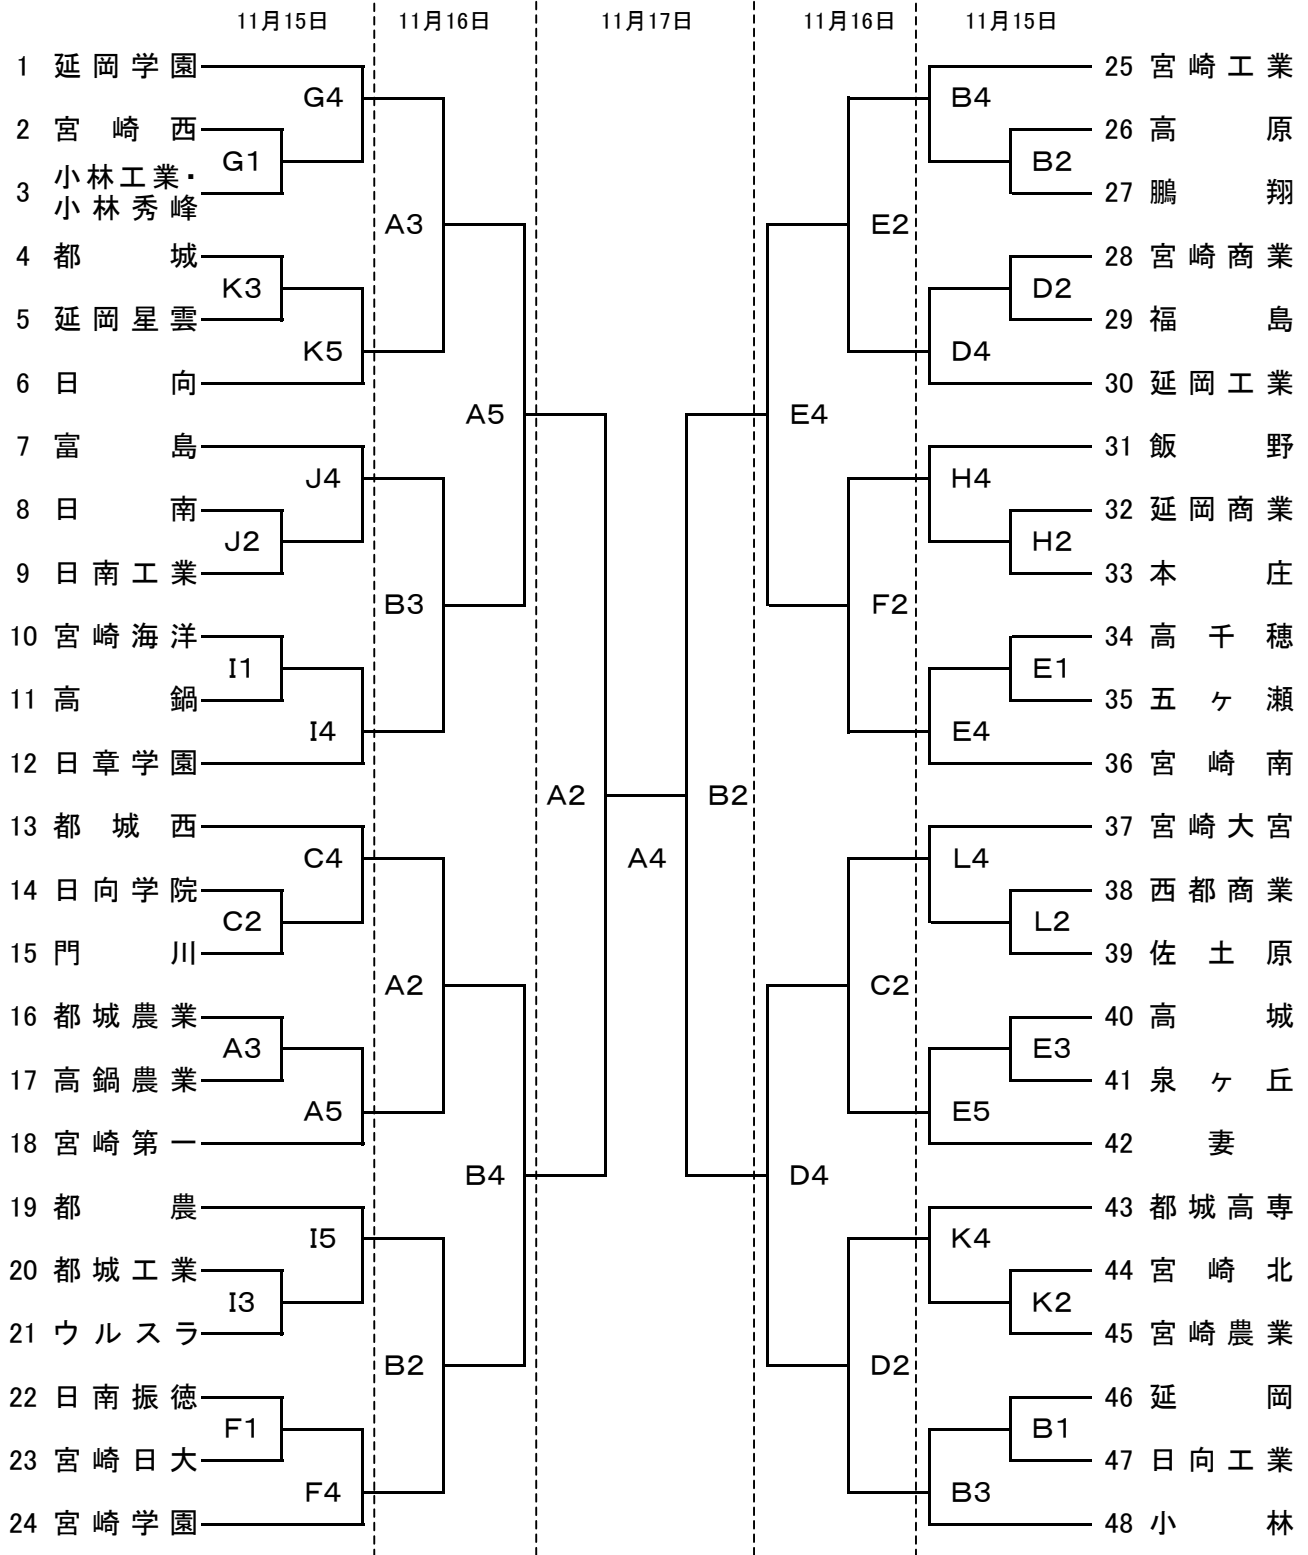 11月15日 11月16日 11月17日 11月16日 11月15日
1 延岡学園
G4
2 宮崎西
G1
3 小林工業・
小林秀峰
A3
4 都城
K3
5 延岡星雲
K5
6 日向
A5
7 富島
J4
8 日南
J2
9 日南工業
B3
10 宮崎海洋
I1
11 高鍋
I4
12 日章学園
A2
13 都城西
C4
14 日向学院
C2
15 門川
A2
16 都城農業
A3
17 高鍋農業
A5
18 宮崎第一
B4
19 都農
I5
20 都城工業
I3
21 ウルスラ
B2
22 日南振徳
F1
23 宮崎日大
F4
24 宮崎学園
A4
B2
25 宮崎工業
B4
26 高原
B2
27 鵬翔
E2
28 宮崎商業
D2
29 福島
D4
30 延岡工業
E4
31 飯野
H4
32 延岡商業
H2
33 本庄
F2
34 高千穂
E1
35 五ヶ瀬
E4
36 宮崎南
37 宮崎大宮
L4
38 西都商業
L2
39 佐土原
C2
40 高城
E3
41 泉ヶ丘
E5
42 妻
D4
43 都城高専
K4
44 宮崎北
K2
45 宮崎農業
D2
46 延岡
B1
47 日向工業
B3
48 小林